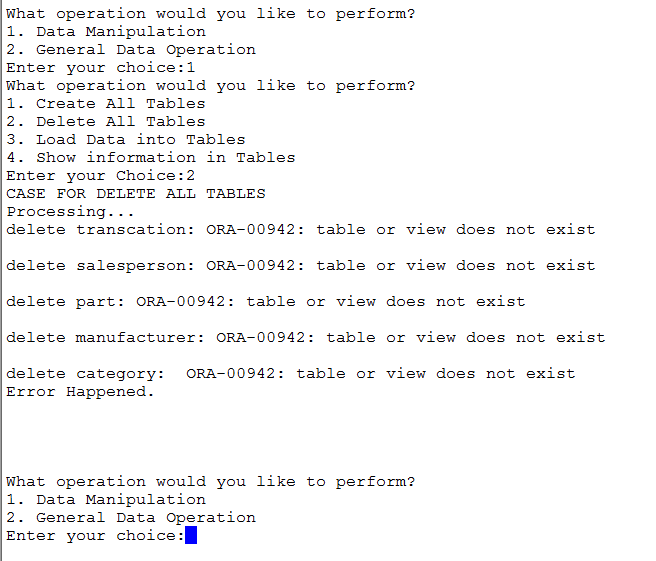 What operation would you like to perform?
1. Data Manipulation
2. General Data Operation
Enter your choice:1
What operation would you like to perform?
1. Create All Tables
2. Delete All Tables
3. Load Data into Tables
4. Show information in Tables
Enter your Choice:2
CASE FOR DELETE ALL TABLES
Processing...
delete transcation: ORA-00942: table or view does not exist
delete salesperson: ORA-00942: table or view does not exist
delete part: ORA-00942: table or view does not exist
delete manufacturer: ORA-00942: table or view does not exist
delete category:  ORA-00942: table or view does not exist
Error Happened.
What operation would you like to perform?
1. Data Manipulation
2. General Data Operation
Enter your choice: